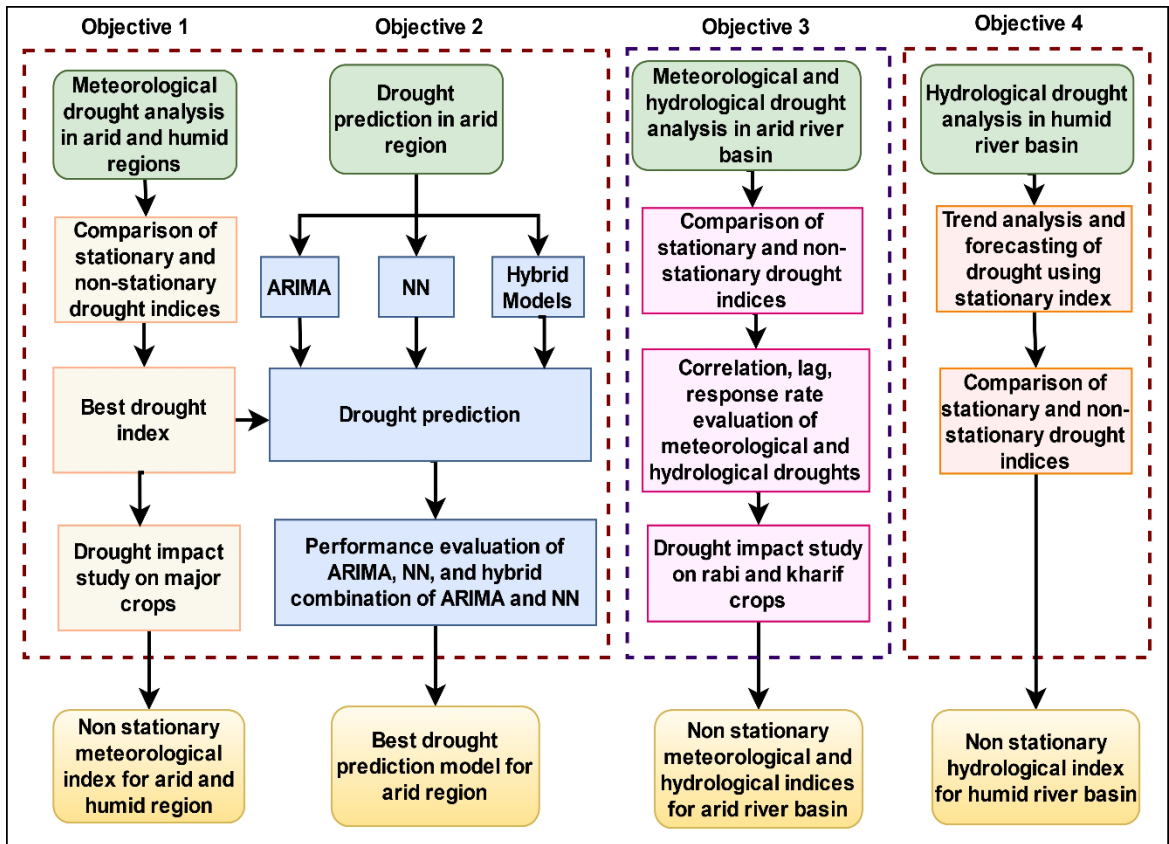 Objective 1
Objective 2
Objective 3
Objective 4
Meteorological
drought analysis
in arid and humid
regions
Comparison of
stationary and
non-stationary
drought indices
Best drought
index
Drought impact
study on major
crops
Non stationary
meteorological
index for arid and
humid region
Drought
prediction in arid
region
ARIMA
NN
Hybrid
Models
Drought prediction
Performance evaluation of
ARIMA, NN, and hybrid
combination of ARIMA and NN
Best drought
prediction model for
arid region
Meteorological and
hydrological drought
analysis in arid river
basin
Comparison of
stationary and non-
stationary drought
indices
Correlation, lag,
response rate
evaluation of
meteorological and
hydrological droughts
Drought impact study
on rabi and kharif
crops
Non stationary
meteorological and
hydrological indices
for arid river basin
Hydrological drought
analysis in humid
river basin
Trend analysis and
forecasting of
drought using
stationary index
Comparison of
stationary and non-
stationary drought
indices
Non stationary
hydrological index
for humid river basin